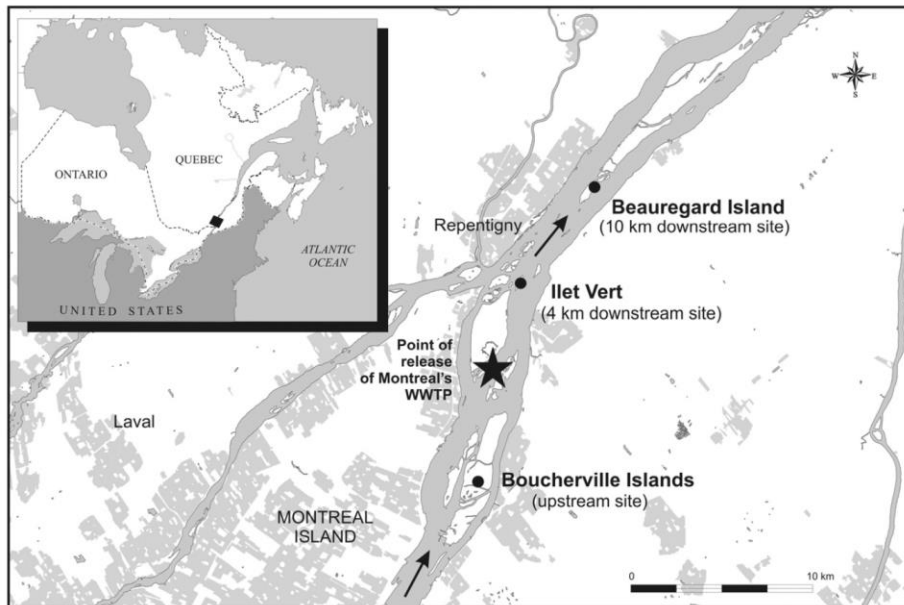 ONTARIO
QUEBEC
ATLANTIC
OCEAN
UNITED STATES
N
W E
S
Repentigny
Beauregard Island
(10 km downstream site)
Ilet Vert
(4 km downstream site)
Point of
release
of Montreal's
WWTP
Laval
Boucherville Islands
(upstream site)
MONTREAL
ISLAND
0 10 km